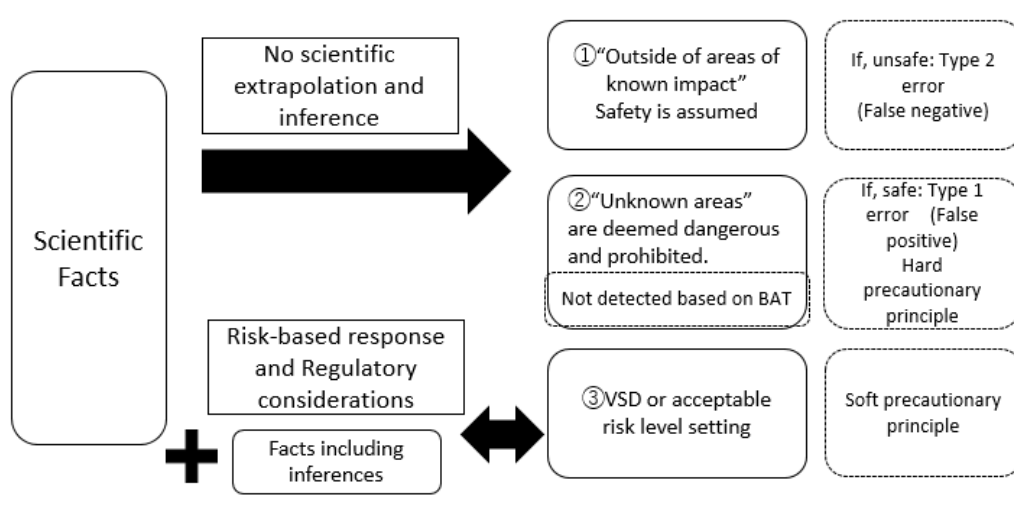 Scientific
Facts
No scientific
extrapolation and
inference
Risk-based response
and Regulatory
considerations
Facts including
inferences
①“Outside of areas of
known impact”
Safety is assumed
If, unsafe: Type 2
error
(False negative)
②“Unknown areas”
are deemed dangerous
and prohibited.
Not detected based on BAT
If, safe: Type 1
error (False
positive)
Hard
precautionary
principle
③VSD or acceptable
risk level setting
Soft precautionary
principle